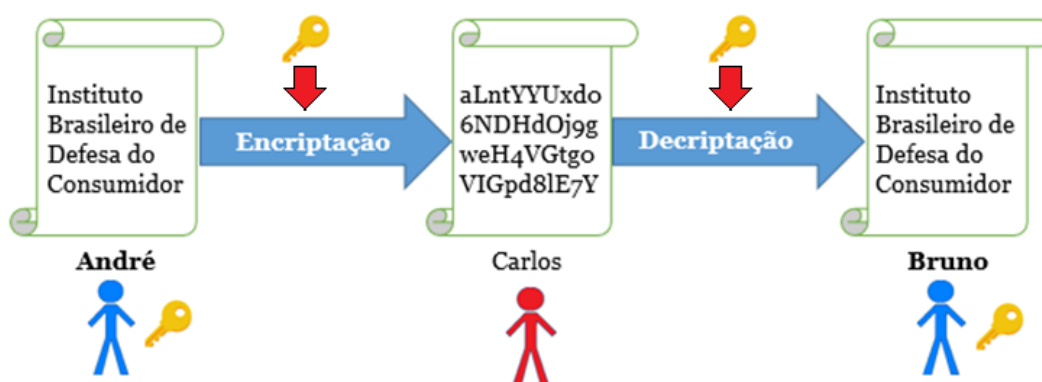 Instituto
Brasileiro de
Defesa do
Consumidor
Encriptação
aLntYYUxdo
6NDHdOj9g
weH4VGtgo
VIGpd8lE7Y
Decriptação
Instituto
Brasileiro de
Defesa do
Consumidor
André
Carlos
Bruno